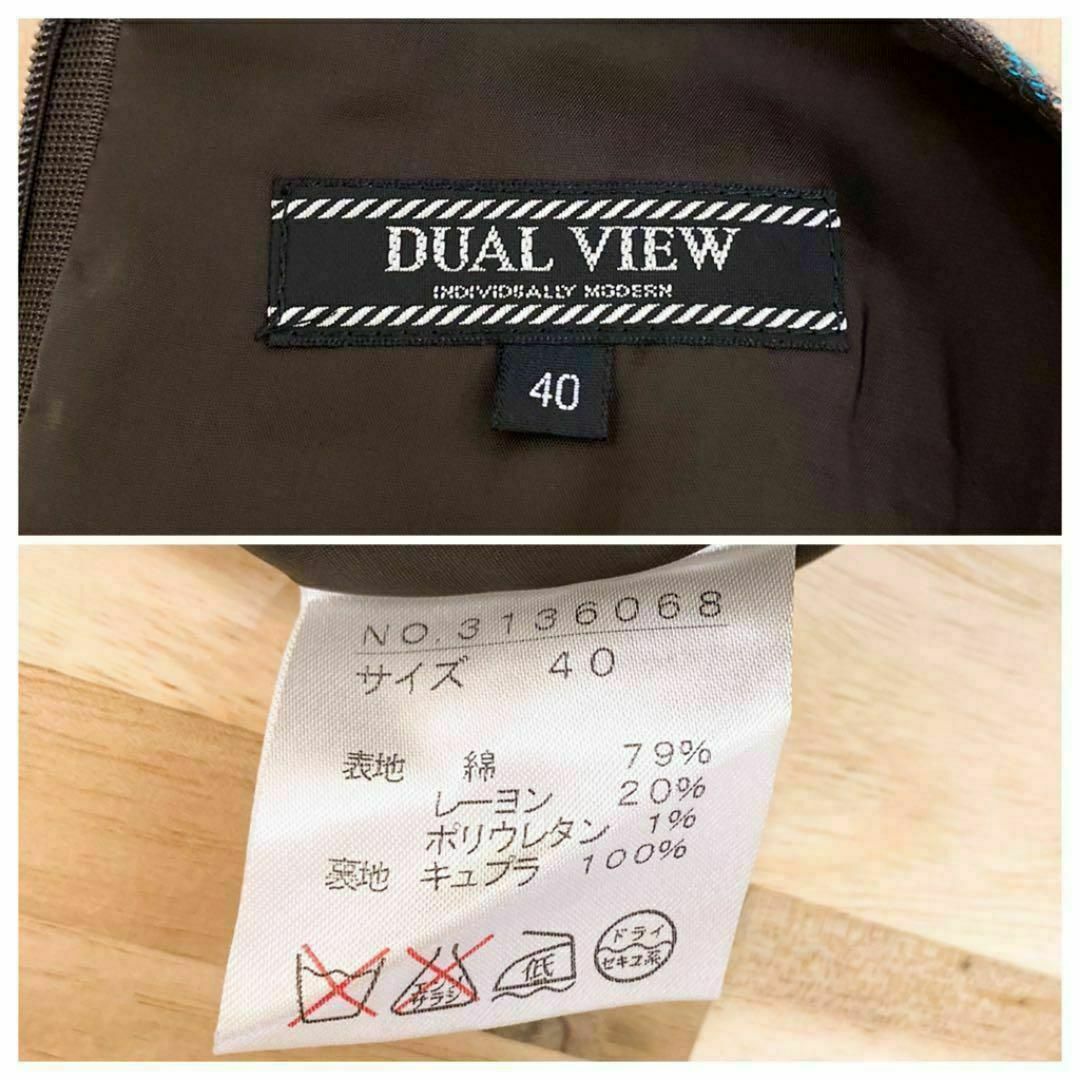 DUAL VIEW
INDIVIDUALLY MODERN
40
NO.3136068
サイズ 40
表地 綿 79%
レーヨン 20%
ポリウレタン 1%
裏地 キュプラ 100%
エンソ サラシ
低
ドライ
セキユ系